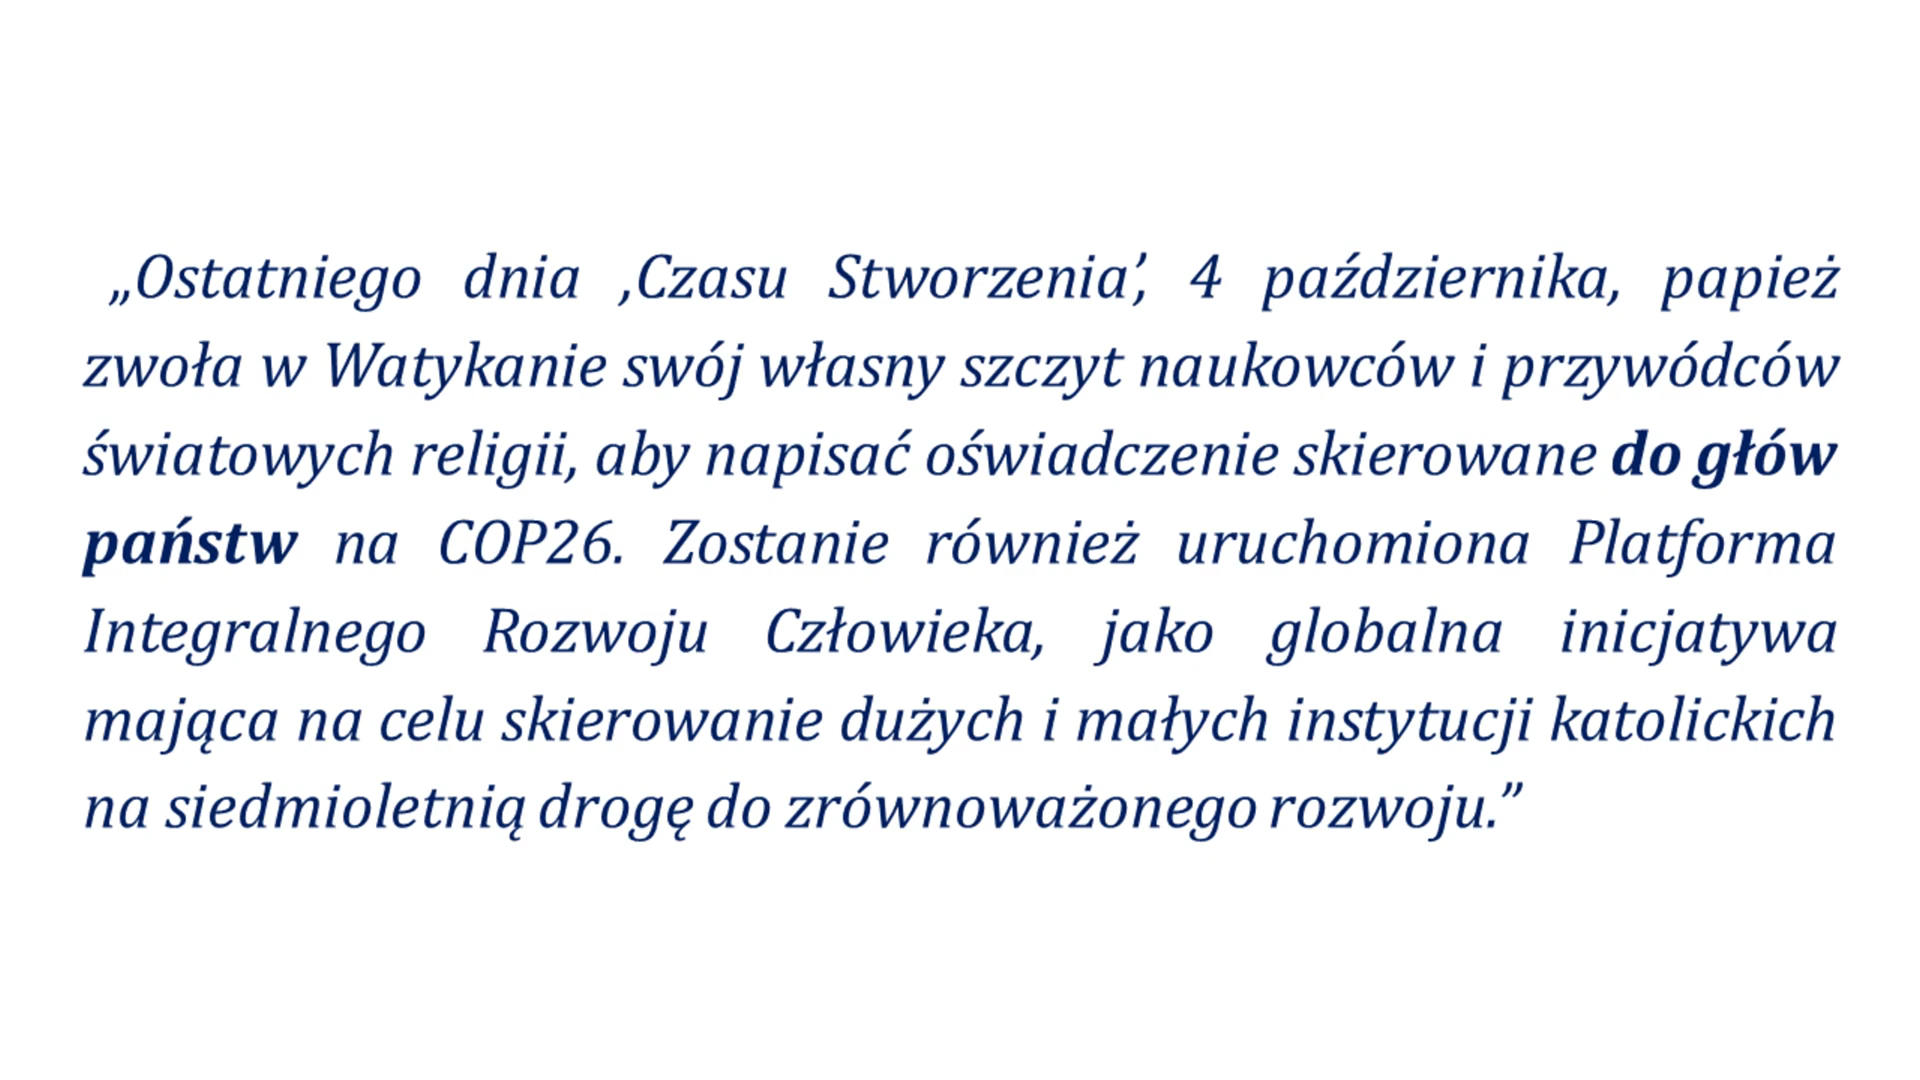 „Ostatniego dnia ‚Czasu Stworzenia’, 4 października, papież
zwoła w Watykanie swój własny szczyt naukowców i przywódców
światowych religii, aby napisać oświadczenie skierowane do głów
państw na COP26. Zostanie również uruchomiona Platforma
Integralnego Rozwoju Człowieka, jako globalna inicjatywa
mająca na celu skierowanie dużych i małych instytucji katolickich
na siedmioletnią drogę do zrównoważonego rozwoju.”